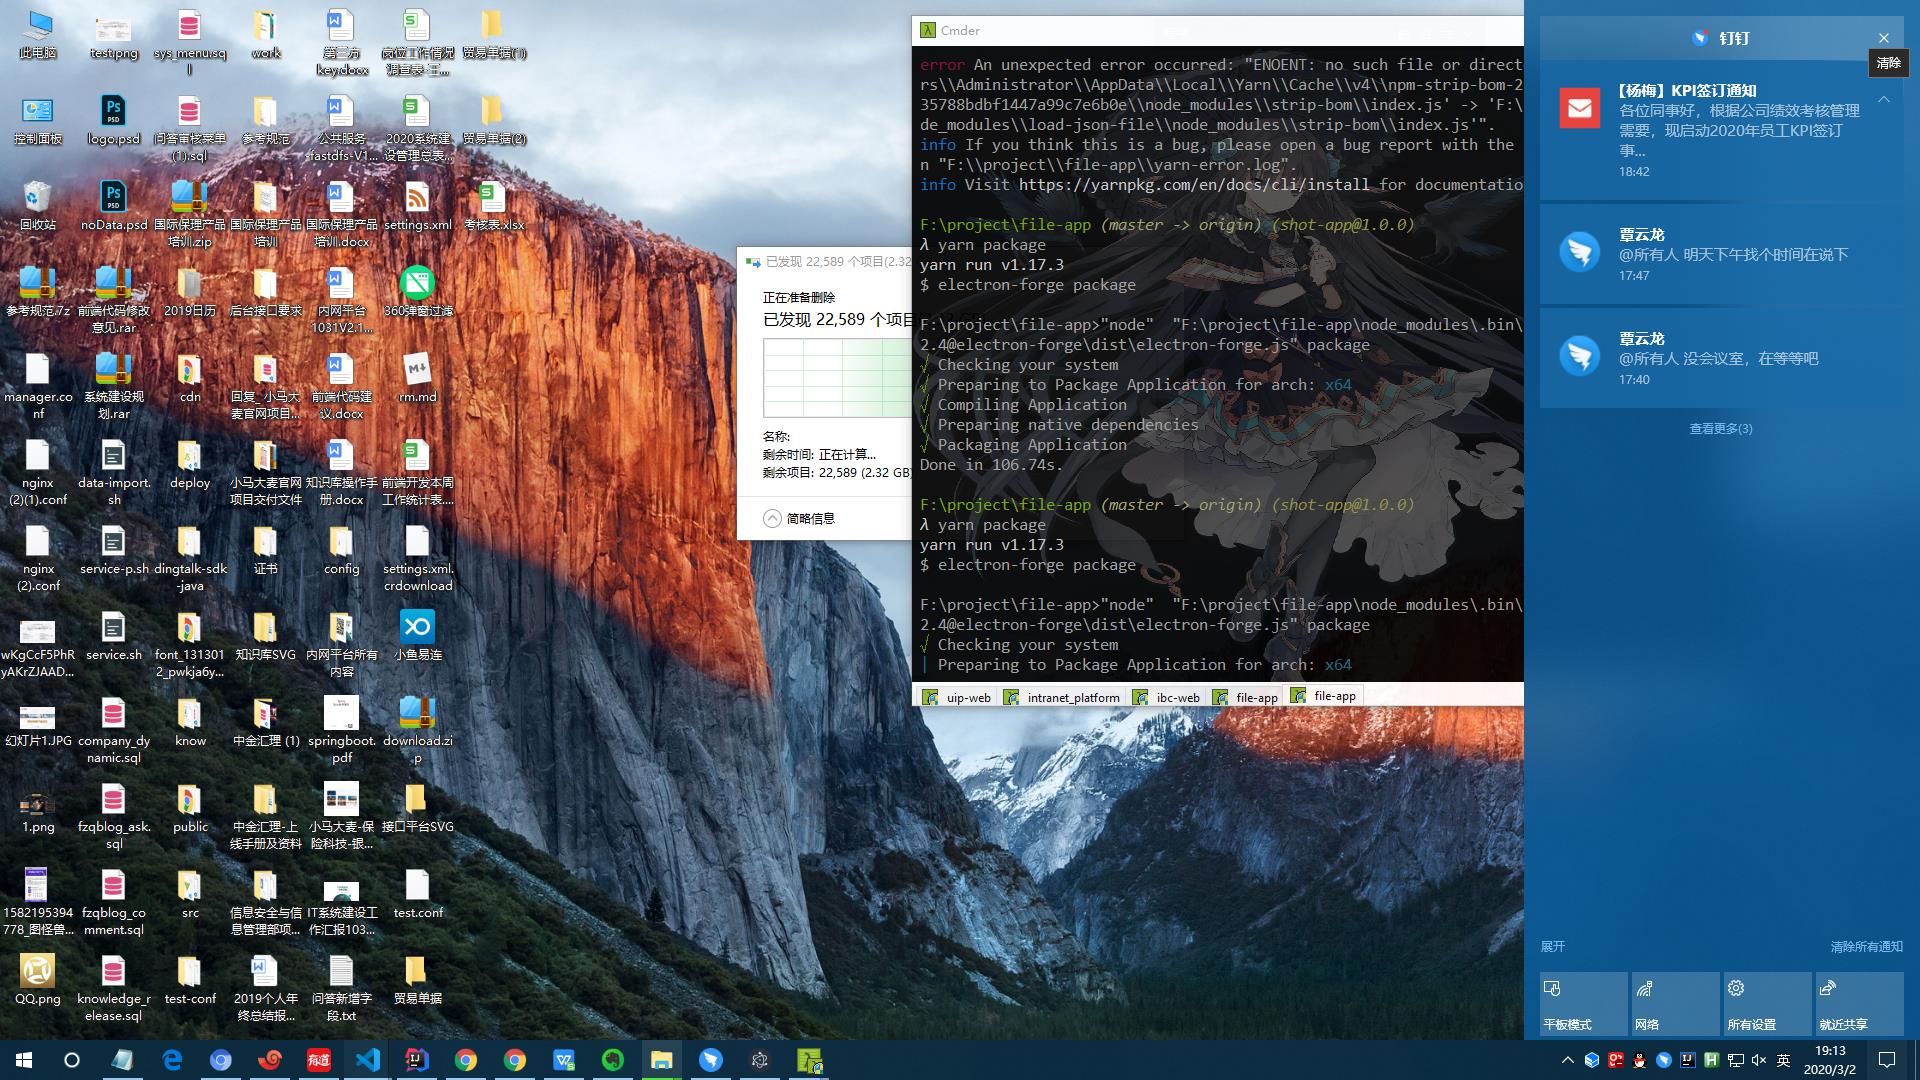 此电脑
test.png
sys_menu.sq
l
work
第三方
key.docx
岗位工作情况
调查表-王...
贸易单据(1)
控制面板
logo.psd
问答审核菜单
(1).sql
参考规范
公共服务
-fastdfs-V1...
2020系统建
设管理总表...
贸易单据(2)
回收站
noData.psd
国际保理产品
培训.zip
国际保理产品
培训
国际保理产品
培训.docx
settings.xml
考核表.xlsx
参考规范.7z
前端代码修改
意见.rar
2019日历
后台接口要求
内网平台
1031V2.1...
360弹窗过滤
manager.co
nf
系统建设规
划.rar
cdn
回复_ 小马大
麦官网项目...
前端代码建
议.docx
rm.md
nginx
(2)(1).conf
data-import.
sh
deploy
小马大麦官网
项目交付文件
知识库操作手
册.docx
前端开发本周
工作统计表....
nginx
(2).conf
service-p.sh
dingtalk-sdk
-java
证书
config
settings.xml.
crdownload
wKgCcF5PhR
yAKrZJAAD...
service.sh
font_131301
2_pwkja6y...
知识库SVG
内网平台所有
内容
小鱼易连
幻灯片1.JPG
company_dy
namic.sql
know
中金汇理 (1)
springboot.
pdf
download.zi
p
1.png
fzqblog_ask.
sql
public
中金汇理-上
线手册及资料
小马大麦-保
险科技-银...
接口平台SVG
1582195394
778_图怪兽...
fzqblog_co
mment.sql
src
信息安全与信
息管理部项...
IT系统建设工
作汇报103...
test.conf
QQ.png
knowledge_r
elease.sql
test-conf
2019个人年
终总结报...
问答新增字
段.txt
贸易单据
已发现 22,589 个项目(2.32
正在准备删除
已发现 22,589 个项目
名称:
剩余时间: 正在计算...
剩余项目: 22,589 (2.32 GB)
简略信息
Cmder
error An unexpected error occurred: "ENOENT: no such file or direct
rs\\Administrator\\AppData\\Local\\Yarn\\Cache\\v4\\npm-strip-bom-2
35788bdbf1447a99c7e6b0e\\node_modules\\strip-bom\\index.js' -> 'F:\
de_modules\\load-json-file\\node_modules\\strip-bom\\index.js'".
info If you think this is a bug, please open a bug report with the
n "F:\\project\\file-app\\yarn-error.log".
info Visit https://yarnpkg.com/en/docs/cli/install for documentatio
F:\project\file-app (master -> origin) (shot-app@1.0.0)
λ yarn package
yarn run v1.17.3
$ electron-forge package
F:\project\file-app>"node"  "F:\project\file-app\node_modules\.bin\
2.4@electron-forge\dist\electron-forge.js" package
√ Checking your system
√ Preparing to Package Application for arch: x64
√ Compiling Application
√ Preparing native dependencies
√ Packaging Application
Done in 106.74s.
F:\project\file-app (master -> origin) (shot-app@1.0.0)
λ yarn package
yarn run v1.17.3
$ electron-forge package
F:\project\file-app>"node"  "F:\project\file-app\node_modules\.bin\
2.4@electron-forge\dist\electron-forge.js" package
√ Checking your system
| Preparing to Package Application for arch: x64
uip-web
intranet_platform
ibc-web
file-app
file-app
钉钉
清除
【杨梅】KPI签订通知
各位同事好，根据公司绩效考核管理
需要，现启动2020年员工KPI签订
事...
18:42
覃云龙
@所有人 明天下午找个时间在说下
17:47
覃云龙
@所有人 没会议室，在等等吧
17:40
查看更多(3)
展开
清除所有通知
平板模式
网络
所有设置
就近共享
有道
英
19:13
2020/3/2